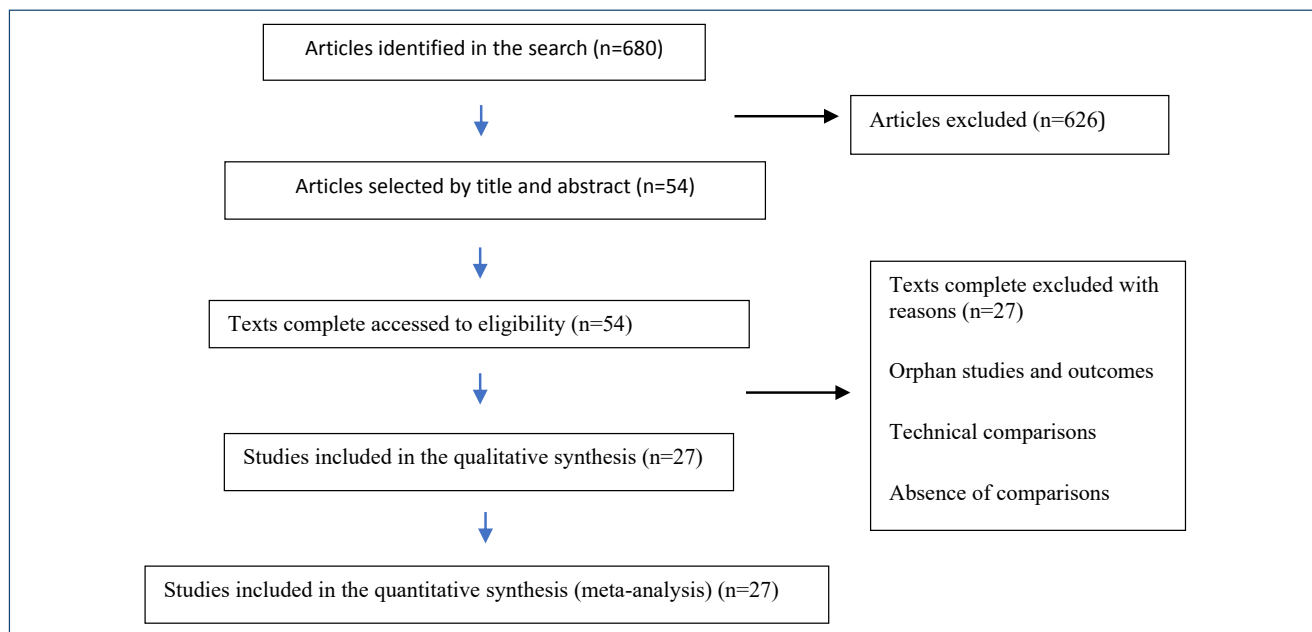 Articles identified in the search (n=680)
Articles excluded (n=626)
Articles selected by title and abstract (n=54)
Texts complete accessed to eligibility (n=54)
Texts complete excluded with
reasons (n=27)
Orphan studies and outcomes
Technical comparisons
Absence of comparisons
Studies included in the qualitative synthesis (n=27)
Studies included in the quantitative synthesis (meta-analysis) (n=27)